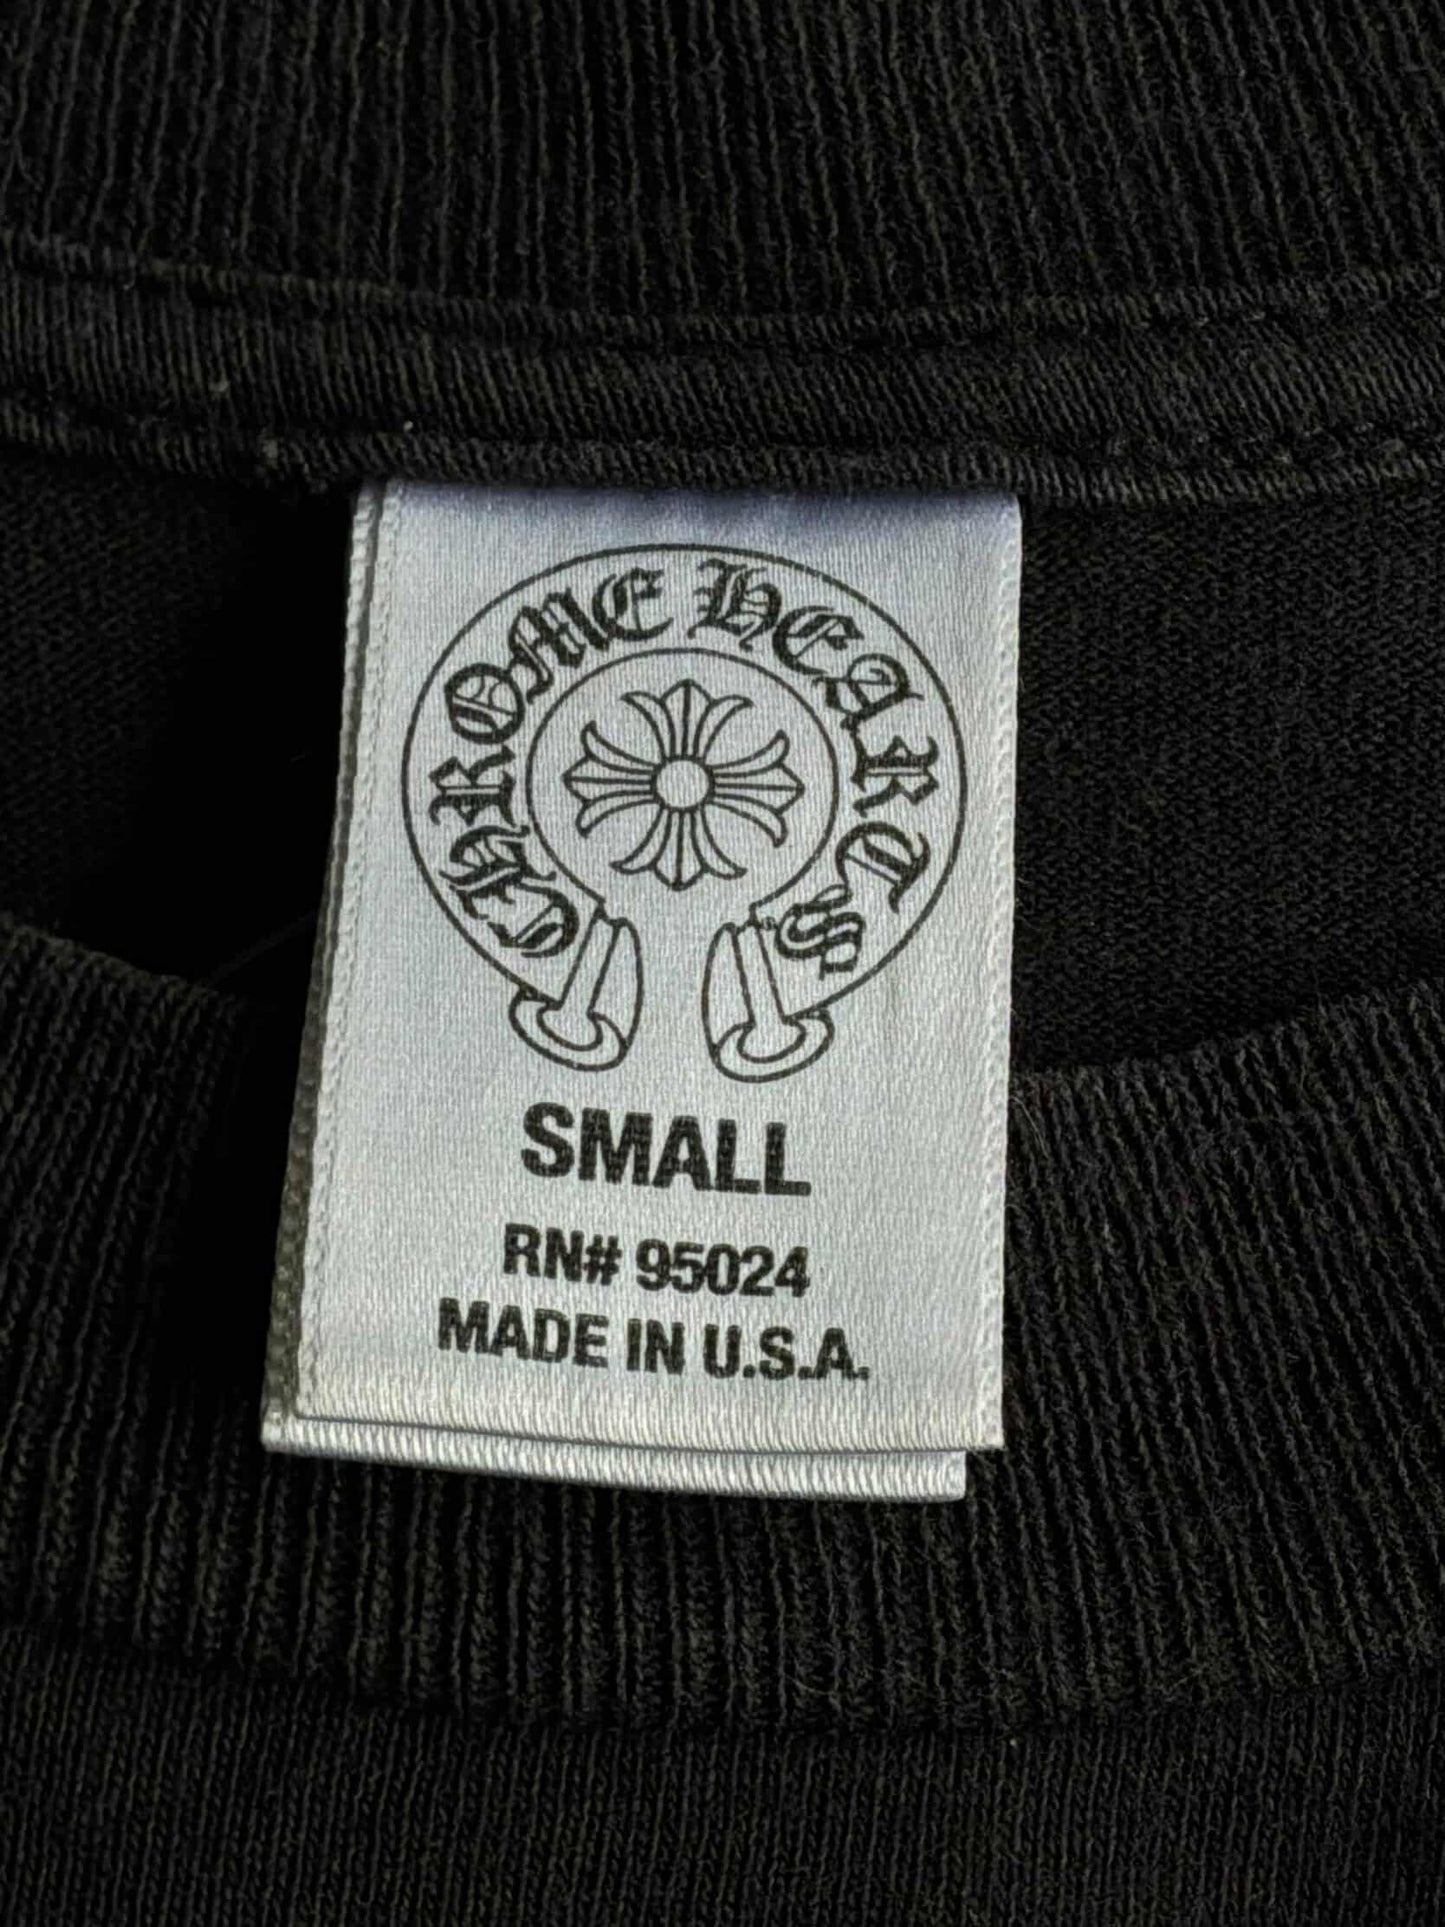 CHROME HEARTS
SMALL
RN# 95024
MADE IN U.S.A.